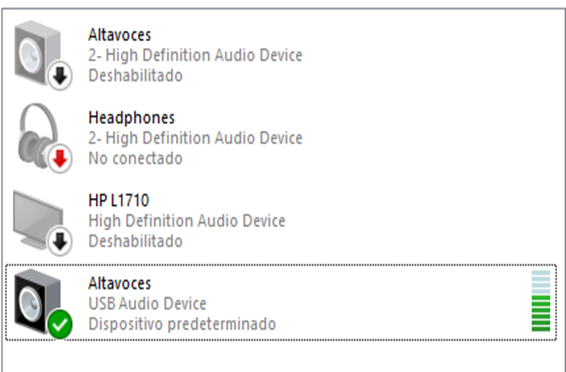 Altavoces
2- High Definition Audio Device
Deshabilitado
Headphones
2- High Definition Audio Device
No conectado
HP L1710
High Definition Audio Device
Deshabilitado
Altavoces
USB Audio Device
Dispositivo predeterminado